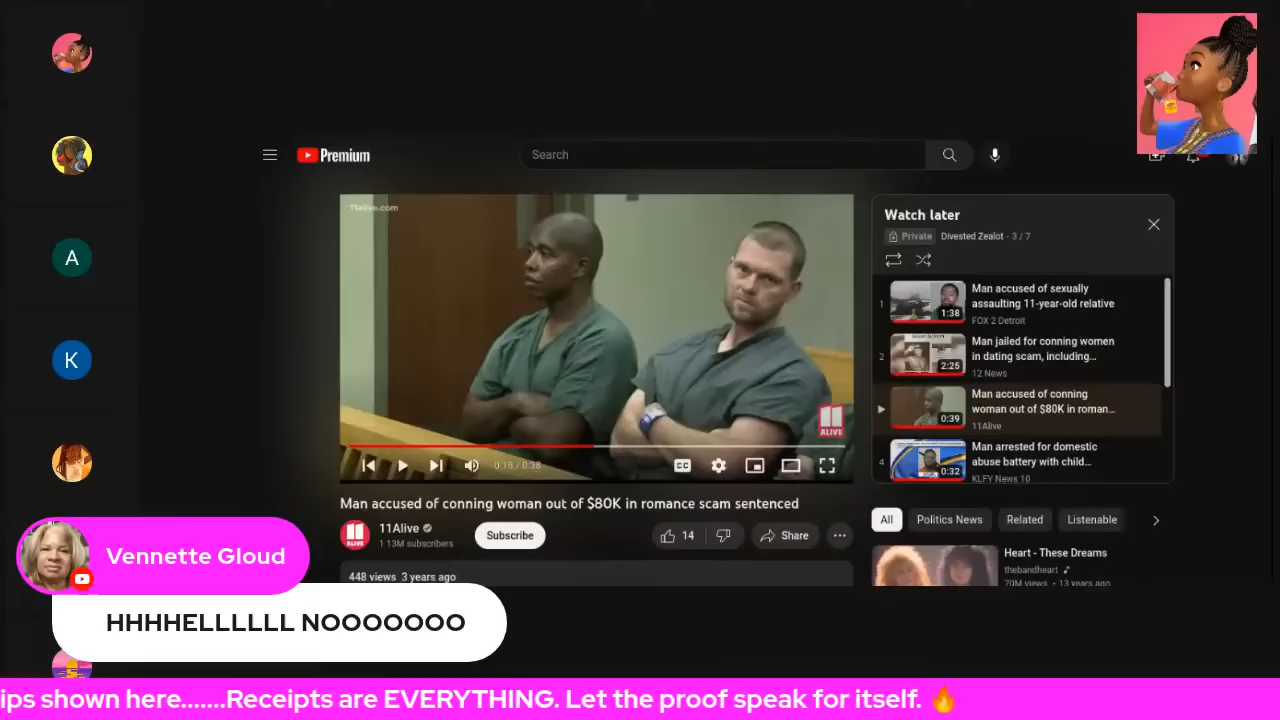 Premium
Search
11alive.com
11
ALIVE
CC
0:18 / 0:38
Man accused of conning woman out of $80K in romance scam sentenced
11Alive
1.13M subscribers
Subscribe
14
Share
448 views 3 years ago
Watch later
Private
Divested Zealot - 3 / 7
1
1:38
Man accused of sexually
assaulting 11-year-old relative
FOX 2 Detroit
2
2:25
Man jailed for conning women
in dating scam, including...
12 News
0:39
Man accused of conning
woman out of $80K in roman...
11Alive
4
0:32
Man arrested for domestic
abuse battery with child...
KLFY News 10
All
Politics News
Related
Listenable
Heart - These Dreams
thebandheart
70M views • 13 years ago
A
K
Vennette Gloud
HHHHELLLLLL NOOOOOOO
ips shown here.......Receipts are EVERYTHING. Let the proof speak for itself. 🔥